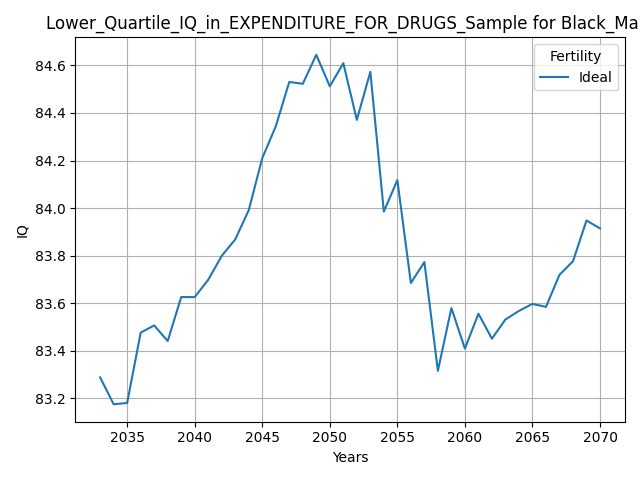 Lower_Quartile_IQ_in_EXPENDITURE_FOR_DRUGS_Sample for Black_Ma
Fertility
Ideal
84.6
84.4
84.2
84.0
83.8
83.6
83.4
83.2
IQ
2035 2040 2045 2050 2055 2060 2065 2070
Years